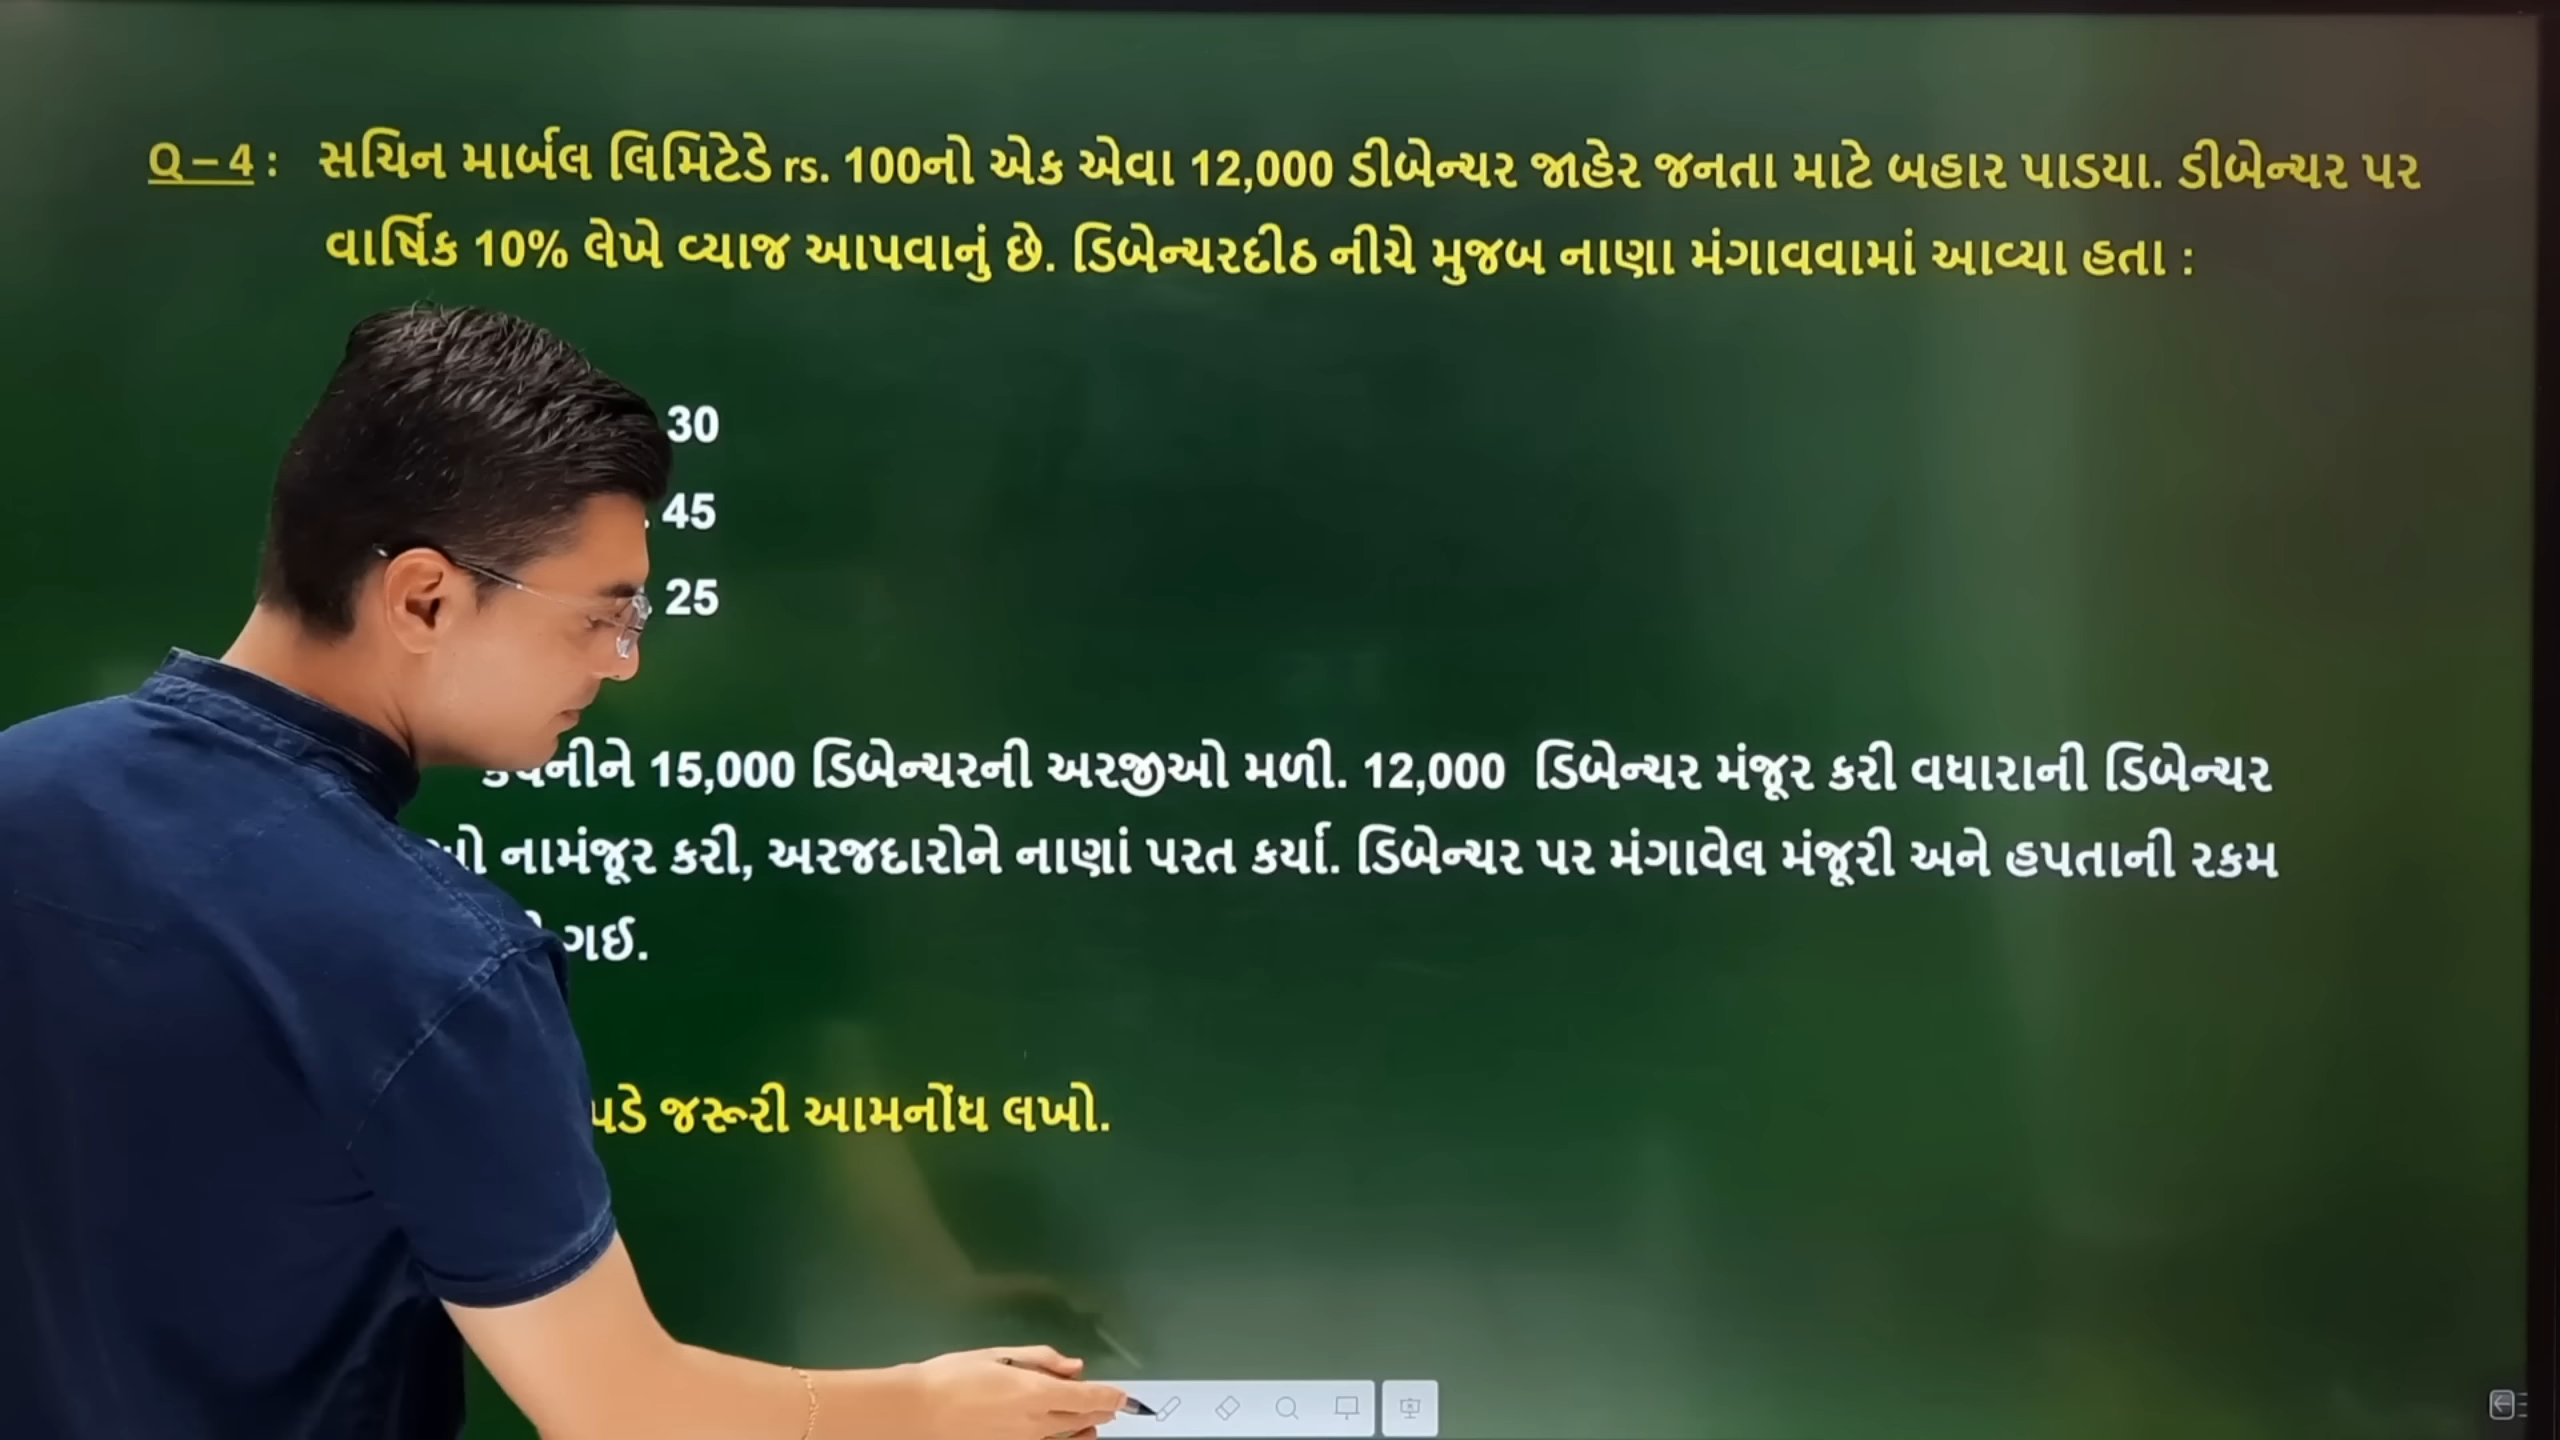 Q – 4 : સચિન માર્બલ લિમિટેડે rs. 100નો એક એવા 12,000 ડીબેન્ચર જાહેર જનતા માટે બહાર પાડયા. ડીબેન્ચર પર
વાર્ષિક 10% લેખે વ્યાજ આપવાનું છે. ડિબેન્ચરદીઠ નીચે મુજબ નાણા મંગાવવામાં આવ્યા હતા :
30
. 45
. 25
15,000 ડિબેન્ચરની અરજીઓ મળી. 12,000 ડિબેન્ચર મંજૂર કરી વધારાની ડિબેન્ચર
નામંજૂર કરી, અરજદારોને નાણાં પરત કર્યા. ડિબેન્ચર પર મંગાવેલ મંજૂરી અને હપતાની રકમ
ગઈ.
પડે જરૂરી આમનોંધ લખો.